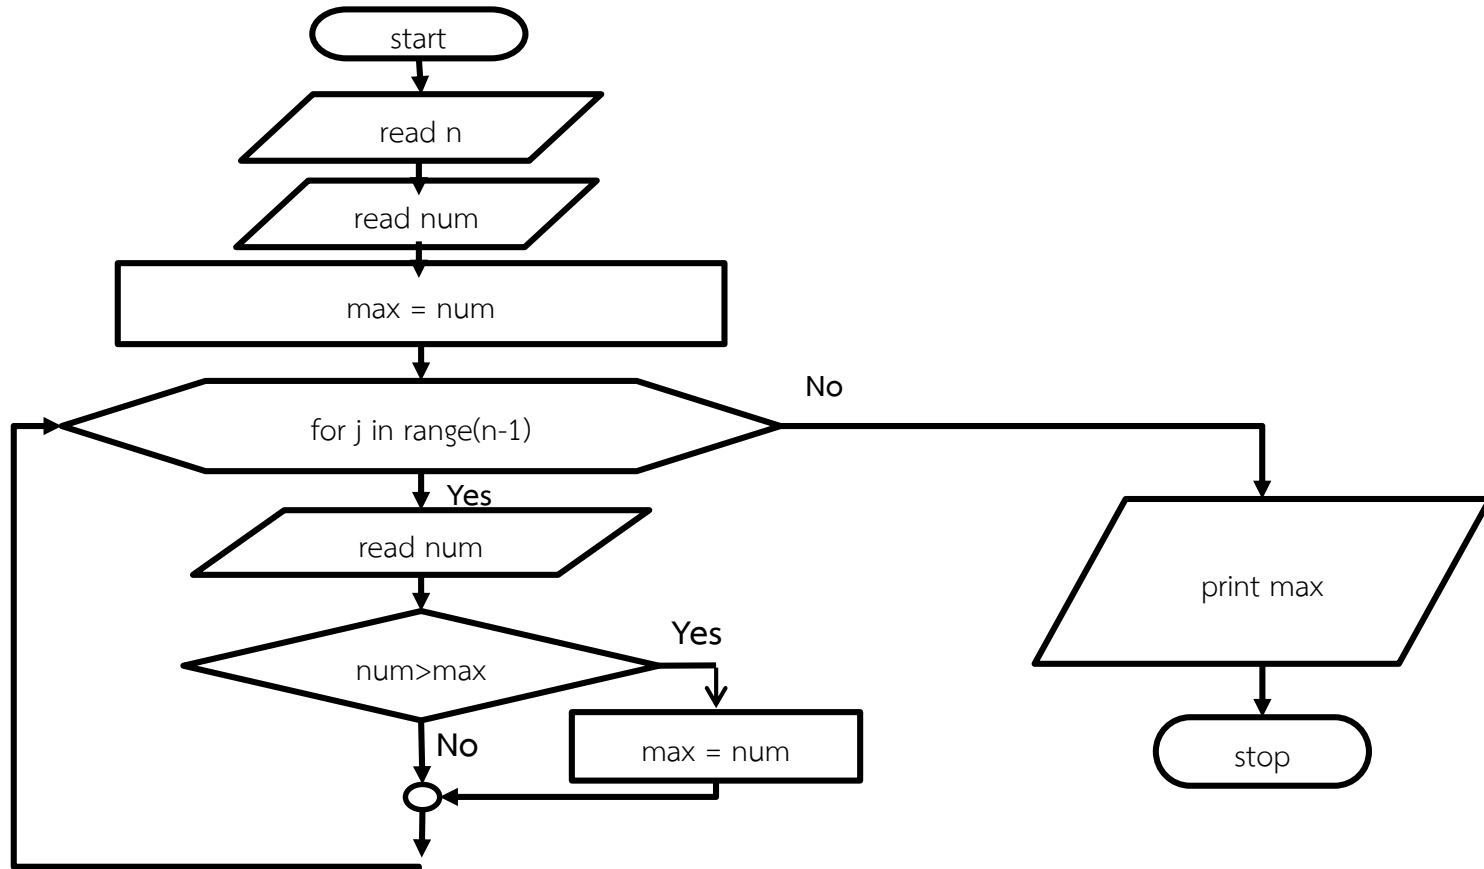 start
read n
read num
max = num
for j in range(n-1)
No
Yes
read num
num>max
Yes
No
max = num
print max
stop